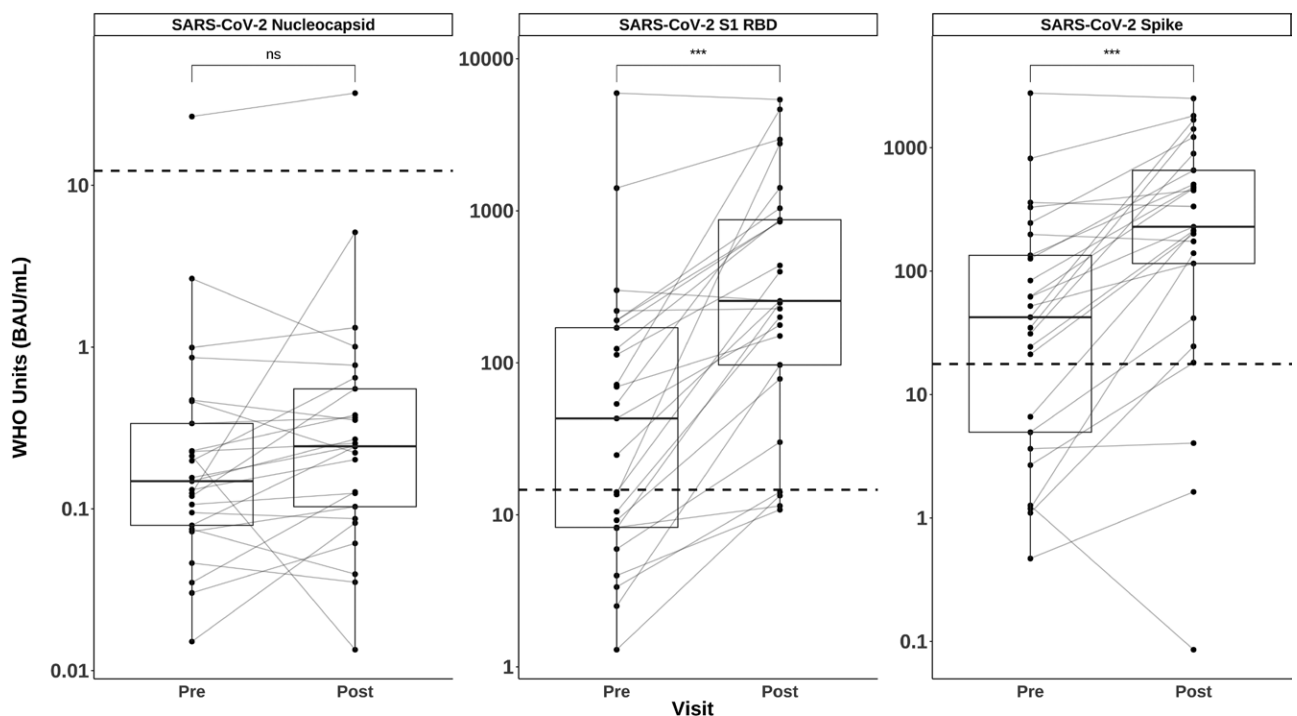 SARS-CoV-2 Nucleocapsid
SARS-CoV-2 S1 RBD
SARS-CoV-2 Spike
ns
***
***
WHO Units (BAU/mL)
10
1
0.1
0.01
10000
1000
100
10
1
1000
100
10
1
0.1
Pre
Post
Pre
Post
Pre
Post
Visit